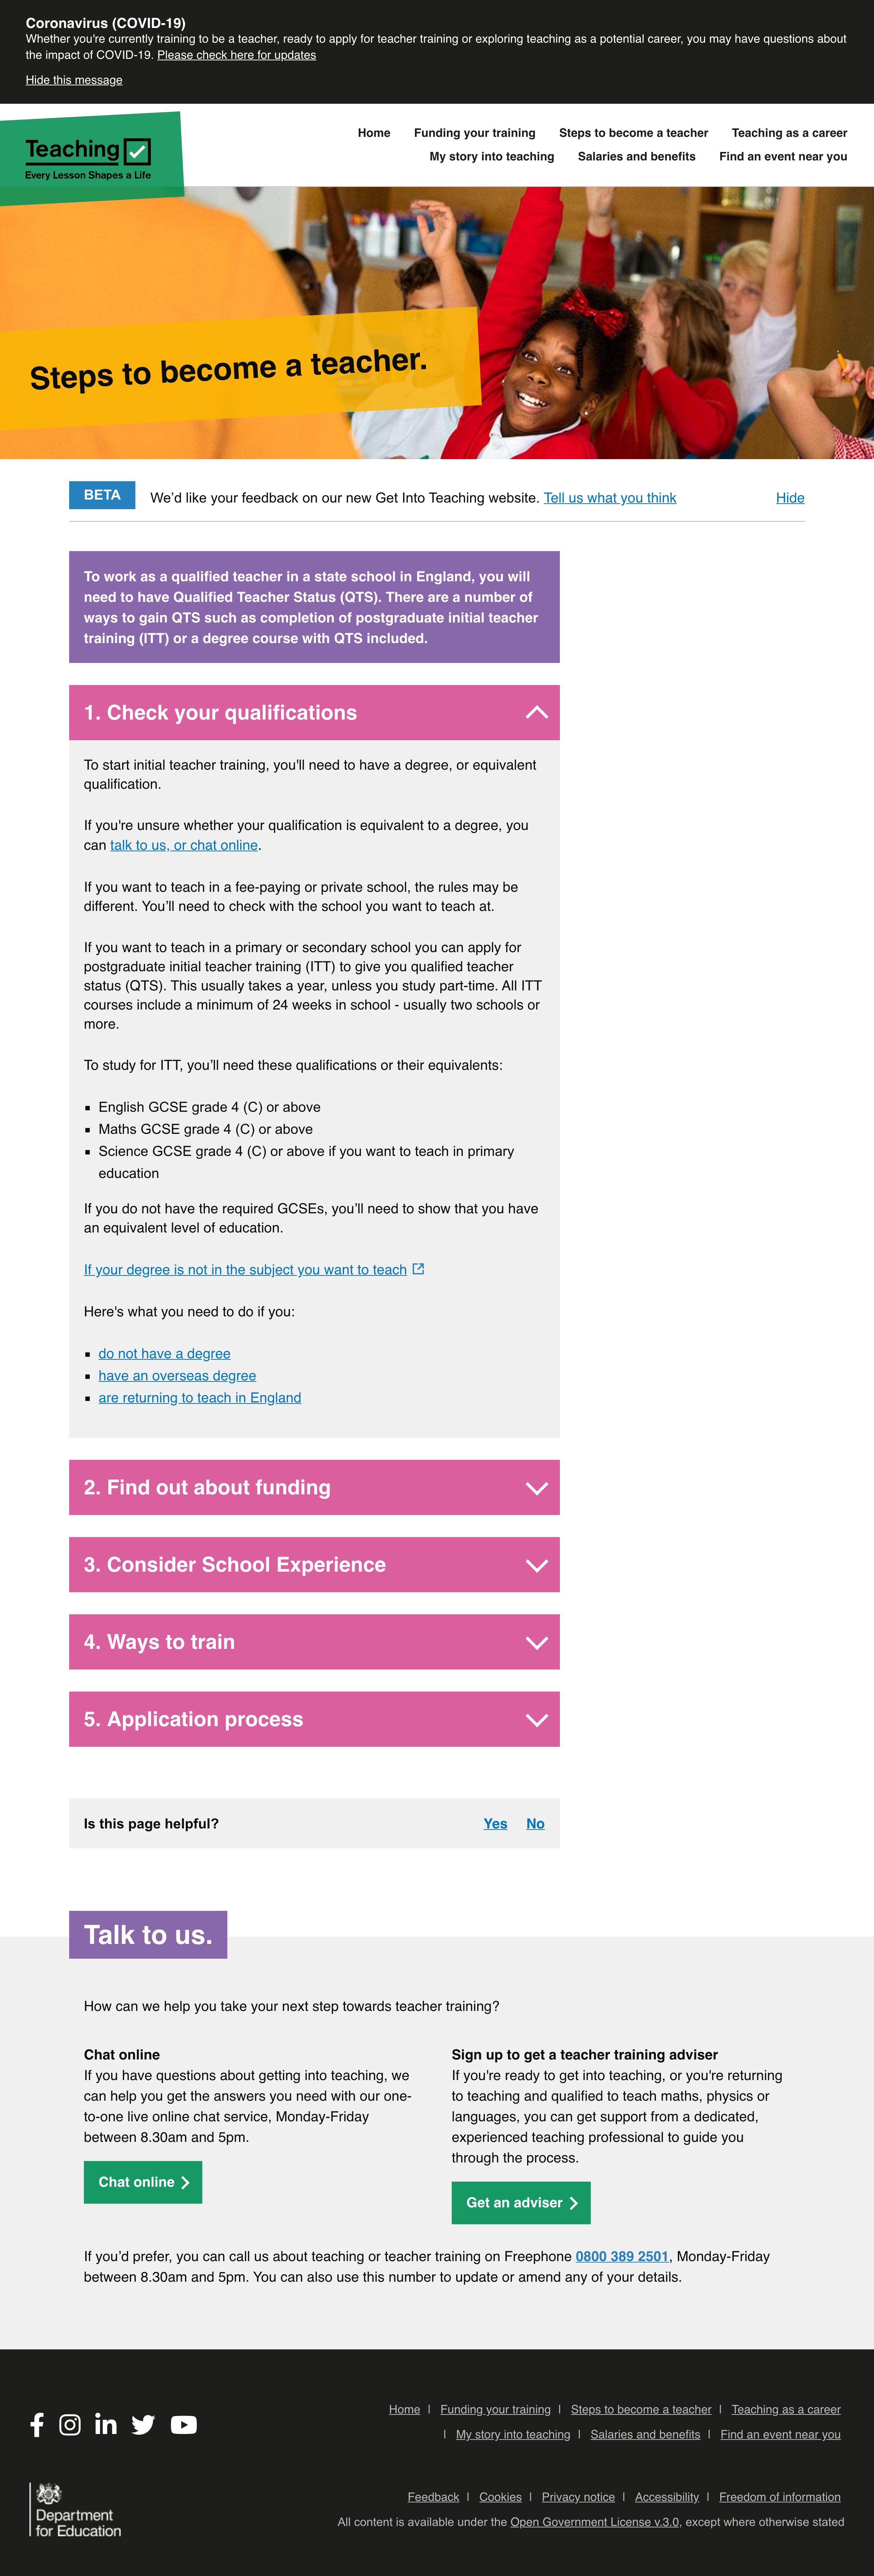 Coronavirus (COVID-19)
Whether you're currently training to be a teacher, ready to apply for teacher training or exploring teaching as a potential career, you may have questions about
the impact of COVID-19. Please check here for updates
Hide this message
Teaching
Every Lesson Shapes a Life
Home Funding your training Steps to become a teacher Teaching as a career
My story into teaching Salaries and benefits Find an event near you
Steps to become a teacher.
BETA We’d like your feedback on our new Get Into Teaching website. Tell us what you think Hide
To work as a qualified teacher in a state school in England, you will
need to have Qualified Teacher Status (QTS). There are a number of
ways to gain QTS such as completion of postgraduate initial teacher
training (ITT) or a degree course with QTS included.
1. Check your qualifications
To start initial teacher training, you'll need to have a degree, or equivalent
qualification.
If you're unsure whether your qualification is equivalent to a degree, you
can talk to us, or chat online.
If you want to teach in a fee-paying or private school, the rules may be
different. You’ll need to check with the school you want to teach at.
If you want to teach in a primary or secondary school you can apply for
postgraduate initial teacher training (ITT) to give you qualified teacher
status (QTS). This usually takes a year, unless you study part-time. All ITT
courses include a minimum of 24 weeks in school - usually two schools or
more.
To study for ITT, you’ll need these qualifications or their equivalents:
▪ English GCSE grade 4 (C) or above
▪ Maths GCSE grade 4 (C) or above
▪ Science GCSE grade 4 (C) or above if you want to teach in primary
education
If you do not have the required GCSEs, you’ll need to show that you have
an equivalent level of education.
If your degree is not in the subject you want to teach
Here's what you need to do if you:
▪ do not have a degree
▪ have an overseas degree
▪ are returning to teach in England
2. Find out about funding
3. Consider School Experience
4. Ways to train
5. Application process
Is this page helpful? Yes No
Talk to us.
How can we help you take your next step towards teacher training?
Chat online
If you have questions about getting into teaching, we
can help you get the answers you need with our one-
to-one live online chat service, Monday-Friday
between 8.30am and 5pm.
Chat online
Sign up to get a teacher training adviser
If you're ready to get into teaching, or you're returning
to teaching and qualified to teach maths, physics or
languages, you can get support from a dedicated,
experienced teaching professional to guide you
through the process.
Get an adviser
If you’d prefer, you can call us about teaching or teacher training on Freephone 0800 389 2501, Monday-Friday
between 8.30am and 5pm. You can also use this number to update or amend any of your details.
Home | Funding your training | Steps to become a teacher | Teaching as a career
| My story into teaching | Salaries and benefits | Find an event near you
Department
for Education
Feedback | Cookies | Privacy notice | Accessibility | Freedom of information
All content is available under the Open Government License v.3.0, except where otherwise stated